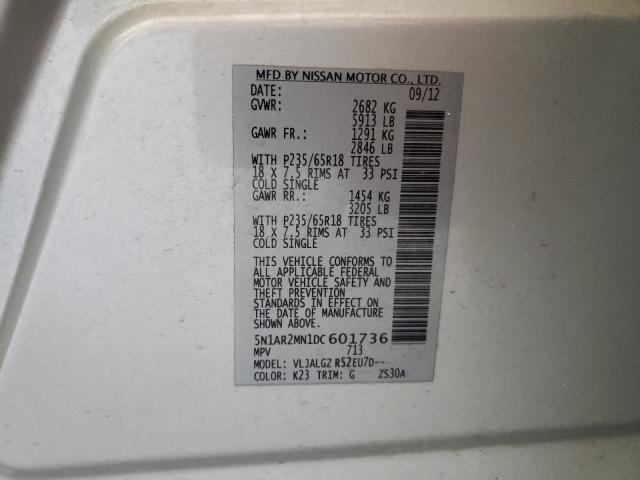 MFD BY NISSAN MOTOR CO., LTD.
DATE: 09/12
GVWR: 2682 KG
5913 LB
GAWR FR.: 1291 KG
2846 LB
WITH P235/65R18 TIRES
18 X 7.5 RIMS AT 33 PSI
COLD SINGLE
GAWR RR.: 1454 KG
3205 LB
WITH P235/65R18 TIRES
18 X 7.5 RIMS AT 33 PSI
COLD SINGLE
THIS VEHICLE CONFORMS TO
ALL APPLICABLE FEDERAL
MOTOR VEHICLE SAFETY AND
THEFT PREVENTION
STANDARDS IN EFFECT ON
THE DATE OF MANUFACTURE
SHOWN ABOVE.
5N1AR2MN1DC601736
MPV 713
MODEL: VLJALGZ R52EU7D--
COLOR: K23 TRIM: G ZS30A